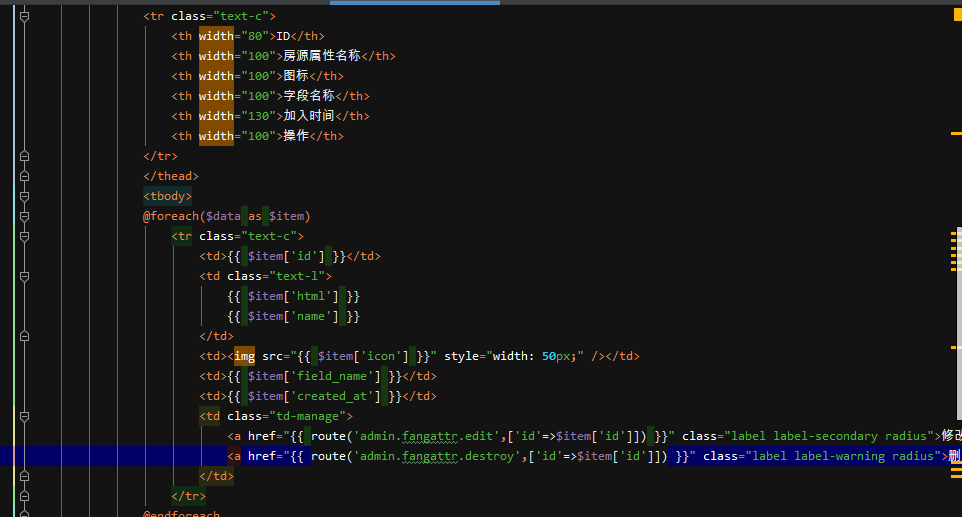 <tr class="text-c">
<th width="80">ID</th>
<th width="100">房源属性名称</th>
<th width="100">图标</th>
<th width="100">字段名称</th>
<th width="130">加入时间</th>
<th width="100">操作</th>
</tr>
</thead>
<tbody>
@foreach($data as $item)
<tr class="text-c">
<td>{{ $item['id'] }}</td>
<td class="text-l">
{{ $item['html'] }}
{{ $item['name'] }}
</td>
<td><img src="{{ $item['icon'] }}" style="width: 50px;" /></td>
<td>{{ $item['field_name'] }}</td>
<td>{{ $item['created_at'] }}</td>
<td class="td-manage">
<a href="{{ route('admin.fangattr.edit',['id'=>$item['id']]) }}" class="label label-secondary radius">修改
<a href="{{ route('admin.fangattr.destroy',['id'=>$item['id']]) }}" class="label label-warning radius">删
</td>
</tr>
@endforeach